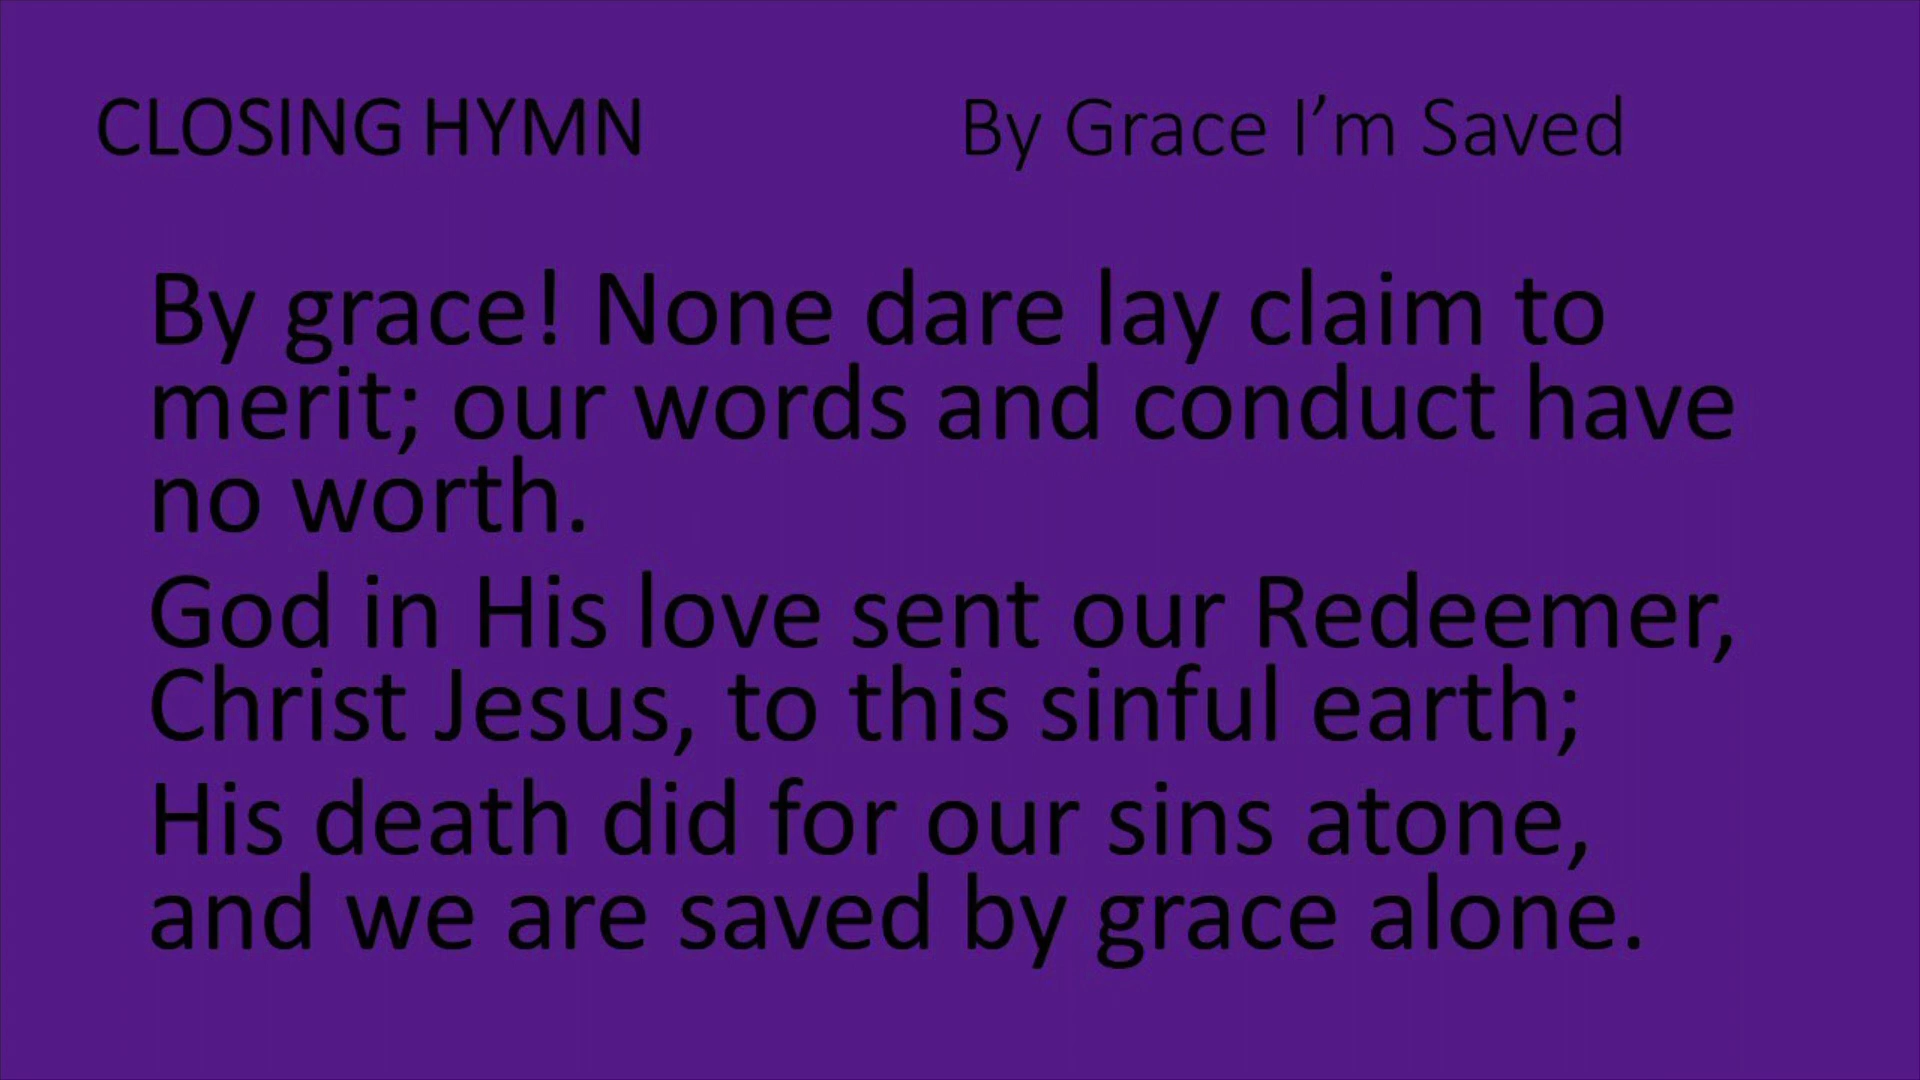 CLOSING HYMN By Grace I’m Saved
By grace! None dare lay claim to
merit; our words and conduct have
no worth.
God in His love sent our Redeemer,
Christ Jesus, to this sinful earth;
His death did for our sins atone,
and we are saved by grace alone.